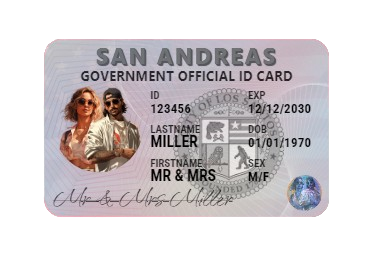 SAN ANDREAS
GOVERNMENT OFFICIAL ID CARD
ID
123456
EXP
12/12/2030
LASTNAME
MILLER
DOB
01/01/1970
FIRSTNAME
MR & MRS
SEX
M/F
Mr & Mrs Miller